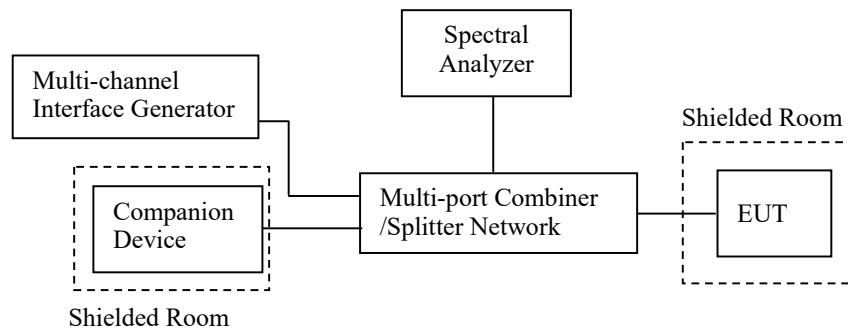 Spectral
Analyzer
Multi-channel
Interface Generator
Shielded Room
Multi-port Combiner
/Splitter Network
EUT
Companion
Device
Shielded Room